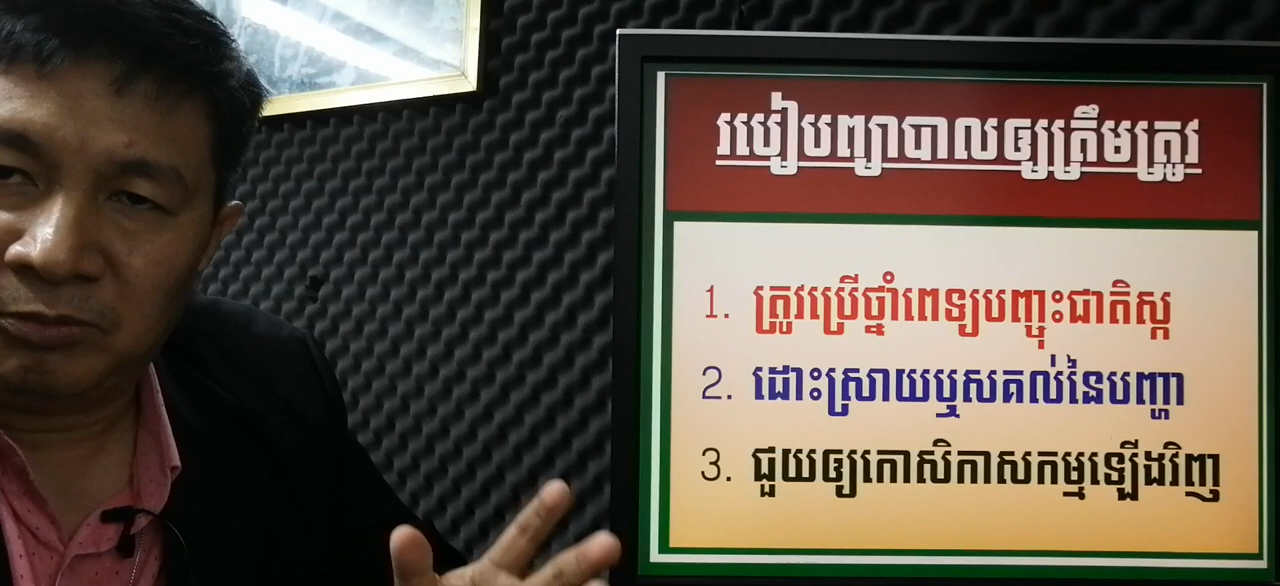 របៀបព្យាបាលឲ្យត្រឹមត្រូវ
1. ត្រូវប្រើថ្នាំពេទ្យបញ្ចុះជាតិស្ករ
2. ដោះស្រាយឬសគល់នៃបញ្ហា
3. ជួយឲ្យកោសិកាសកម្មឡើងវិញ